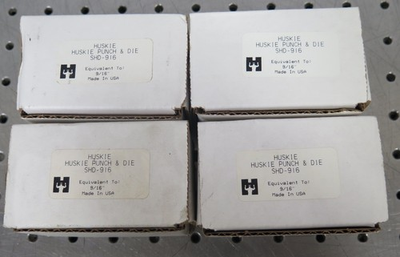 HUSKIE
HUSKIE PUNCH & DIE
SHD-916
Equivalent for
9/16"
Made In USA
HUSKIE
HUSKIE PUNCH & DIE
SHD-916
Equivalent for
9/16"
Made In USA
HUSKIE
HUSKIE PUNCH & DIE
SHD-916
Equivalent for
9/16"
Made In USA
HUSKIE
HUSKIE PUNCH & DIE
SHD-916
Equivalent for
9/16"
Made In USA